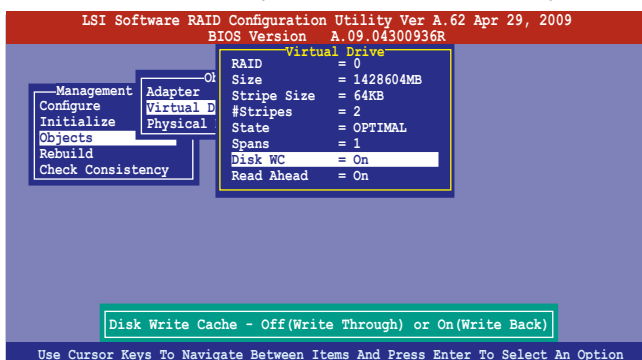 LSI Software RAID Configuration Utility Ver A.62 Apr 29, 2009
BIOS Version A.09.04300936R
Management
Configure
Initialize
Objects
Rebuild
Check Consistency
Adapter
Virtual D
Physical
Virtual Drive
RAID = 0
Size = 1428604MB
Stripe Size = 64KB
#Stripes = 2
State = OPTIMAL
Spans = 1
Disk WC = On
Read Ahead = On
Disk Write Cache - Off(Write Through) or On(Write Back)
Use Cursor Keys To Navigate Between Items And Press Enter To Select An Option